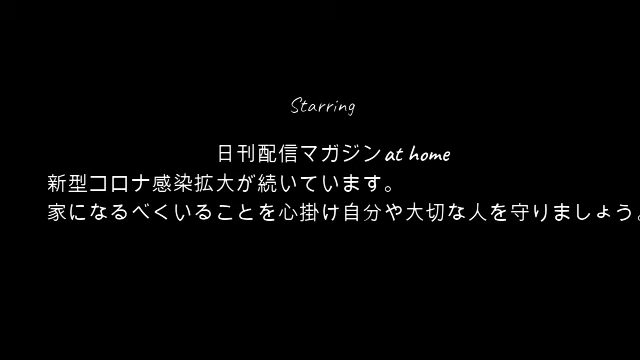 Starring
日刊配信マガジン at home
新型コロナ感染拡大が続いています。
家になるべくいることを心掛け自分や大切な人を守りましょう。